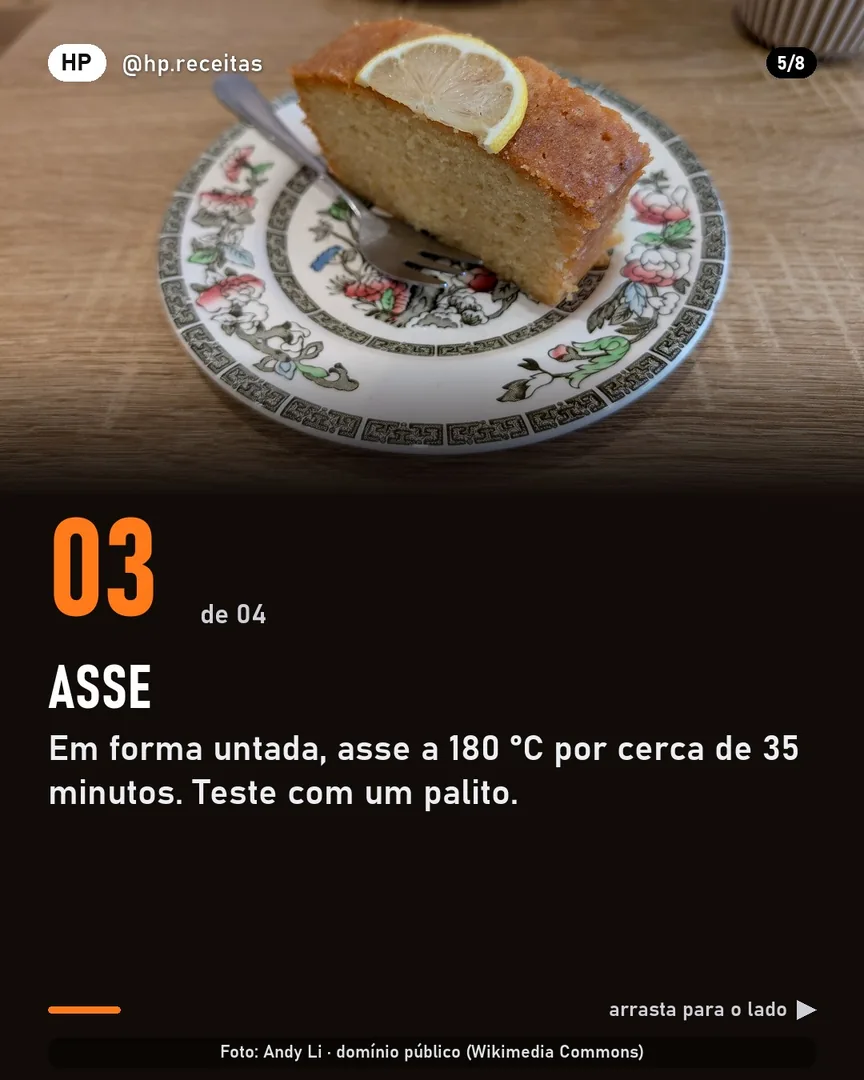 HP @hp.receitas 5/8
03 de 04
ASSE
Em forma untada, asse a 180 °C por cerca de 35
minutos. Teste com um palito.
arrasta para o lado ▶
Foto: Andy Li · domínio público (Wikimedia Commons)